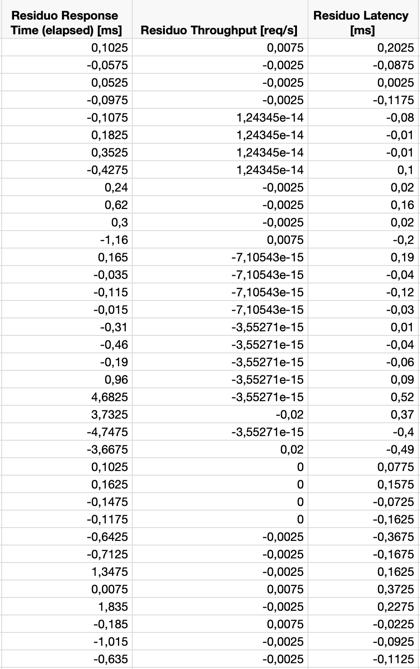 Residuo Response Time (elapsed) [ms] Residuo Throughput [req/s] Residuo Latency [ms]
0,1025 0,0075 0,2025
-0,0575 -0,0025 -0,0875
0,0525 -0,0025 0,0025
-0,0975 -0,0025 -0,1175
-0,1075 1,24345e-14 -0,08
0,1825 1,24345e-14 -0,01
0,3525 1,24345e-14 -0,01
-0,4275 1,24345e-14 0,1
0,24 -0,0025 0,02
0,62 -0,0025 0,16
0,3 -0,0025 0,02
-1,16 0,0075 -0,2
0,165 -7,10543e-15 0,19
-0,035 -7,10543e-15 -0,04
-0,115 -7,10543e-15 -0,12
-0,015 -7,10543e-15 -0,03
-0,31 -3,55271e-15 0,01
-0,46 -3,55271e-15 -0,04
-0,19 -3,55271e-15 -0,06
0,96 -3,55271e-15 0,09
4,6825 -3,55271e-15 0,52
3,7325 -0,02 0,37
-4,7475 -3,55271e-15 -0,4
-3,6675 0,02 -0,49
0,1025 0 0,0775
0,1625 0 0,1575
-0,1475 0 -0,0725
-0,1175 0 -0,1625
-0,6425 -0,0025 -0,3675
-0,7125 -0,0025 -0,1675
1,3475 -0,0025 0,1625
0,0075 0,0075 0,3725
1,835 -0,0025 0,2275
-0,185 0,0075 -0,0225
-1,015 -0,0025 -0,0925
-0,635 -0,0025 -0,1125